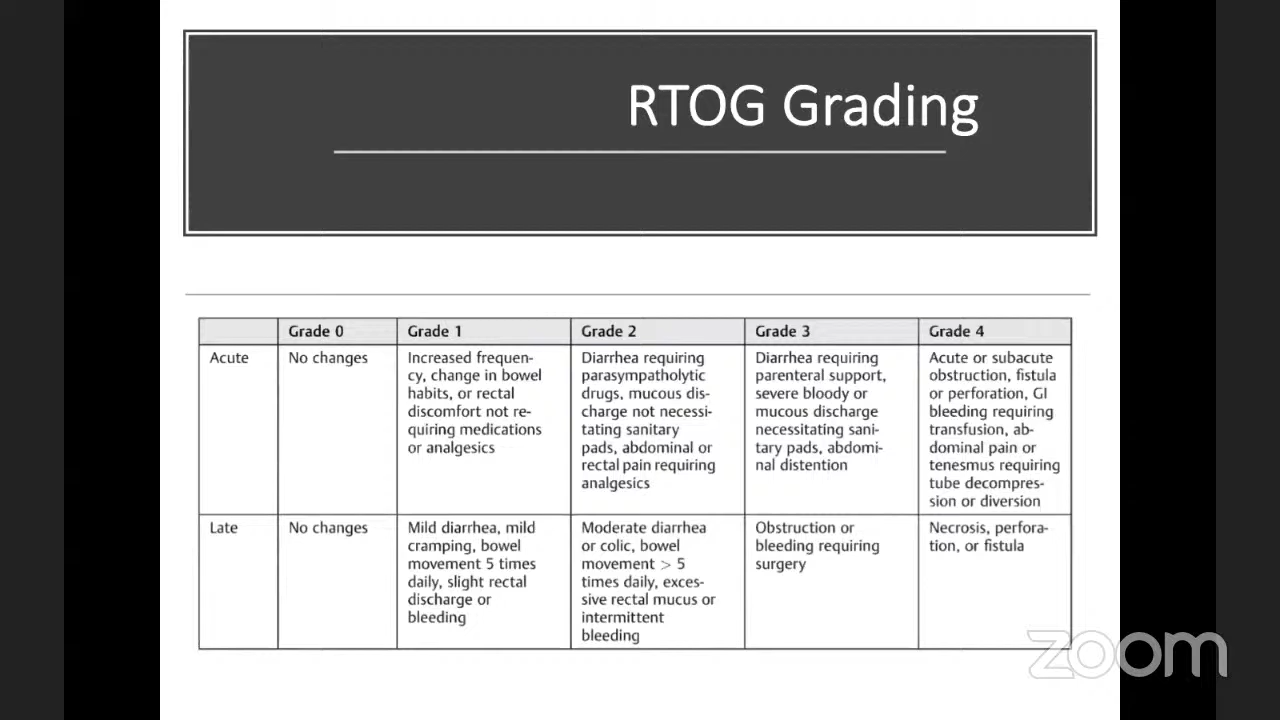 RTOG Grading
Grade 0
Grade 1
Grade 2
Grade 3
Grade 4
Acute
No changes
Increased frequen-
cy, change in bowel
habits, or rectal
discomfort not re-
quiring medications
or analgesics
Diarrhea requiring
parasympatholytic
drugs, mucous dis-
charge not necessi-
tating sanitary
pads, abdominal or
rectal pain requiring
analgesics
Diarrhea requiring
parenteral support,
severe bloody or
mucous discharge
necessitating sani-
tary pads, abdomi-
nal distention
Acute or subacute
obstruction, fistula
or perforation, GI
bleeding requiring
transfusion, ab-
dominal pain or
tenesmus requiring
tube decompres-
sion or diversion
Late
No changes
Mild diarrhea, mild
cramping, bowel
movement 5 times
daily, slight rectal
discharge or
bleeding
Moderate diarrhea
or colic, bowel
movement > 5
times daily, exces-
sive rectal mucus or
intermittent
bleeding
Obstruction or
bleeding requiring
surgery
Necrosis, perfora-
tion, or fistula
zoom